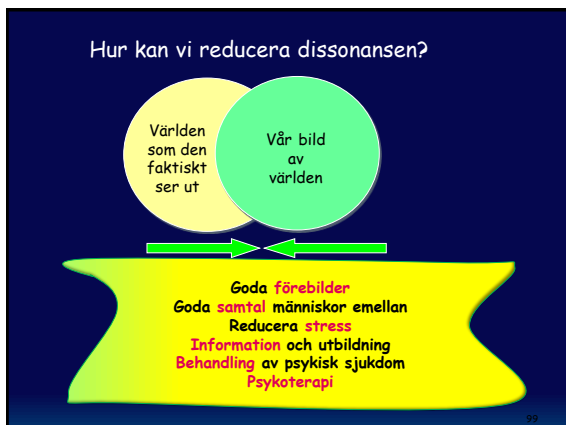 Hur kan vi reducera dissonansen?
Världen
som den
faktiskt
ser ut
Vår bild
av
världen
Goda förebilder
Goda samtal människor emellan
Reducera stress
Information och utbildning
Behandling av psykisk sjukdom
Psykoterapi
99